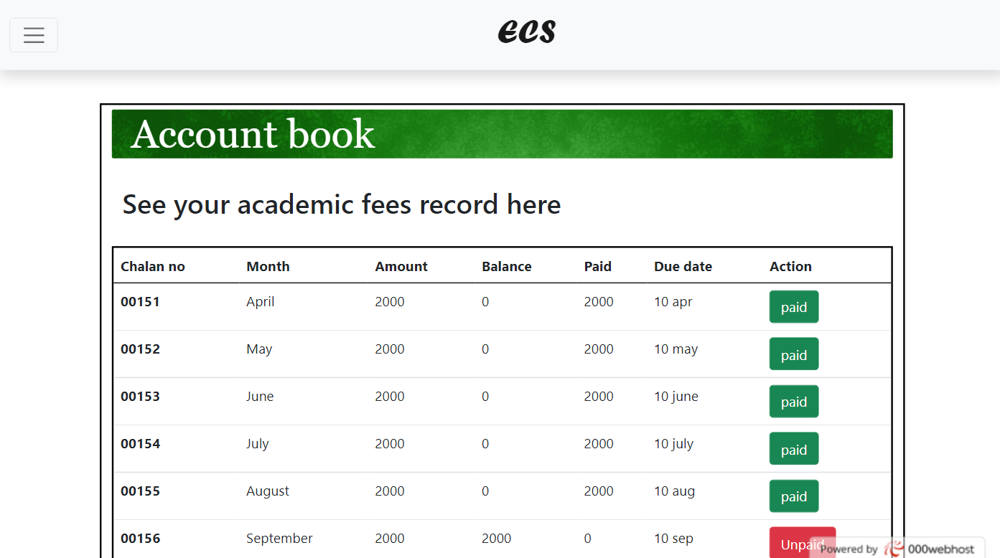 ECS
Account book
See your academic fees record here
Chalan no Month Amount Balance Paid Due date Action
00151 April 2000 0 2000 10 apr paid
00152 May 2000 0 2000 10 may paid
00153 June 2000 0 2000 10 june paid
00154 July 2000 0 2000 10 july paid
00155 August 2000 0 2000 10 aug paid
00156 September 2000 2000 0 10 sep Unpaid
Powered by 000webhost